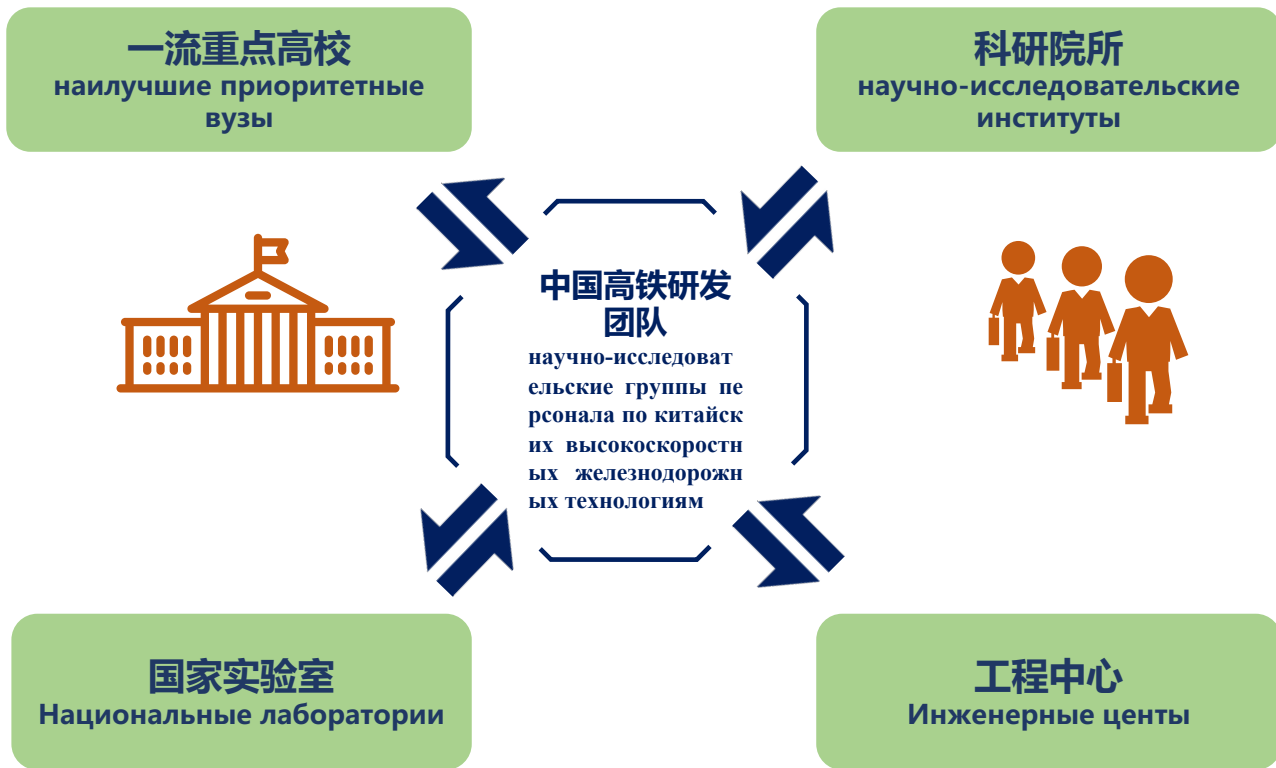 一流重点高校
наилучшие приоритетные
вузы
科研院所
научно-исследовательские
институты
中国高铁研发
团队
научно-исследоват
ельские группы пе
рсонала по китайск
их высокоскоростн
ых железнодорожн
ых технологиям
国家实验室
Национальные лаборатории
工程中心
Инженерные центы